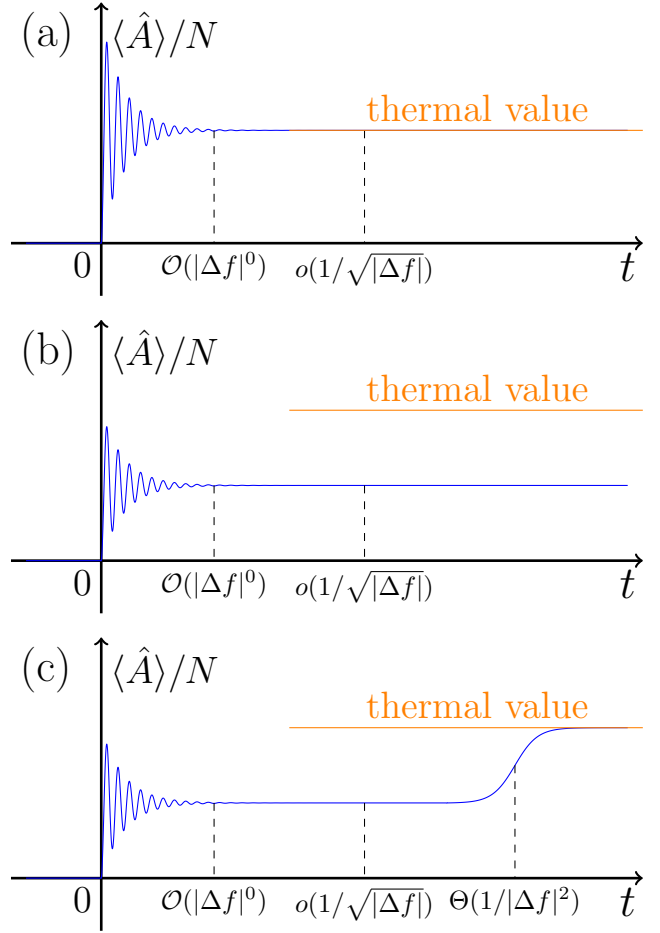 (a) ⟨Â⟩/N
thermal value
0 𝒪(|Δf|⁰) o(1/√|Δf|) t
(b) ⟨Â⟩/N
thermal value
0 𝒪(|Δf|⁰) o(1/√|Δf|) t
(c) ⟨Â⟩/N
thermal value
0 𝒪(|Δf|⁰) o(1/√|Δf|) Θ(1/|Δf|²) t